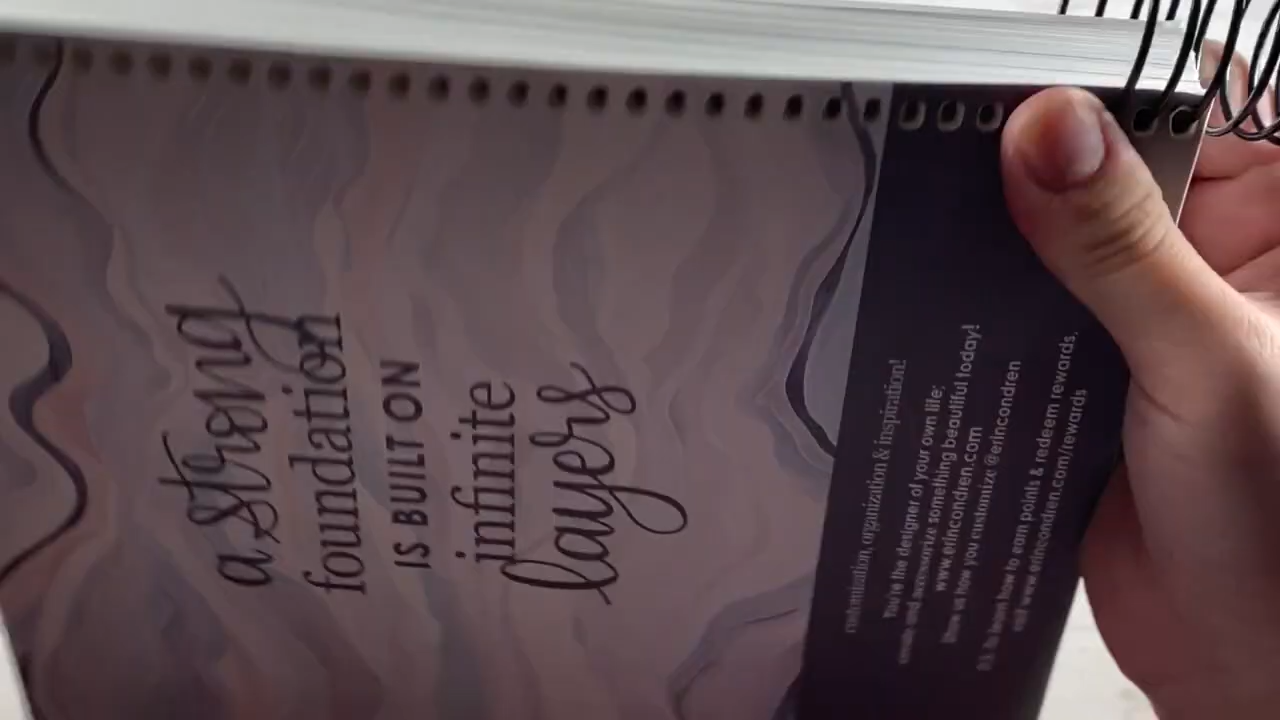 a strong
foundation
IS BUILT ON
infinite
layers
customization, organization & inspiration!
You're the designer of your own life:
create and accessorize something beautiful today!
www.erincondren.com
Show us how you customize @erincondren
P.S. To learn how to earn points & redeem rewards,
visit www.erincondren.com/rewards